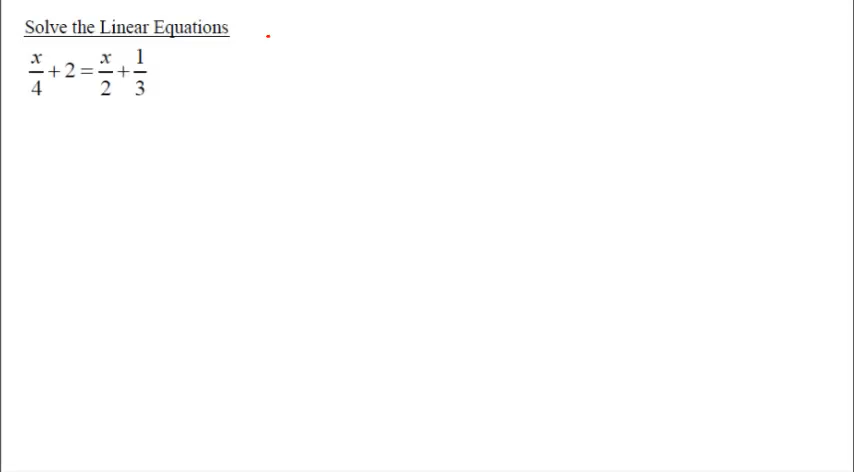 Solve the Linear Equations
x/4 + 2 = x/2 + 1/3